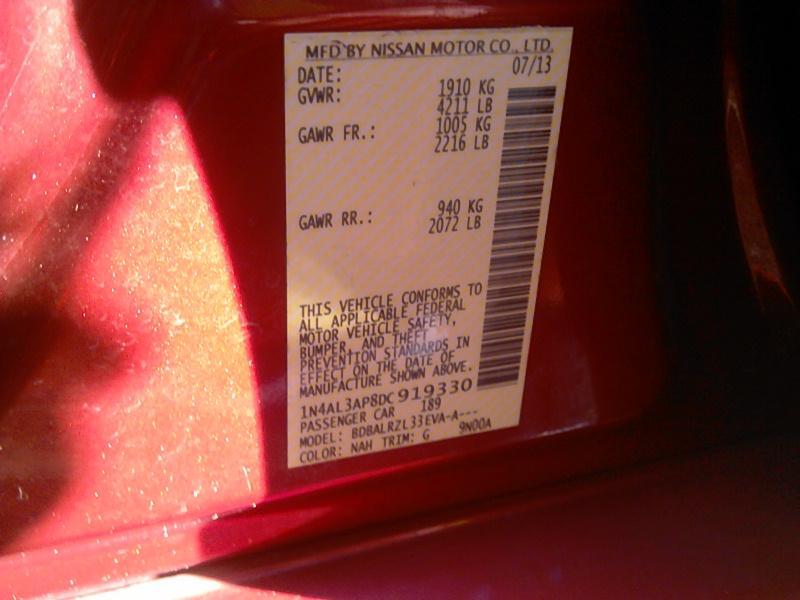 MFD BY NISSAN MOTOR CO., LTD.
DATE: 07/13
GVWR: 1910 KG
4211 LB
GAWR FR.: 1005 KG
2216 LB
GAWR RR.: 940 KG
2072 LB
THIS VEHICLE CONFORMS TO
ALL APPLICABLE FEDERAL
MOTOR VEHICLE SAFETY,
BUMPER, AND THEFT
PREVENTION STANDARDS IN
EFFECT ON THE DATE OF
MANUFACTURE SHOWN ABOVE.
1N4AL3AP8DC919330
PASSENGER CAR 189
MODEL: BDBALRZL33EVA-A---
COLOR: NAH TRIM: G 9N00A